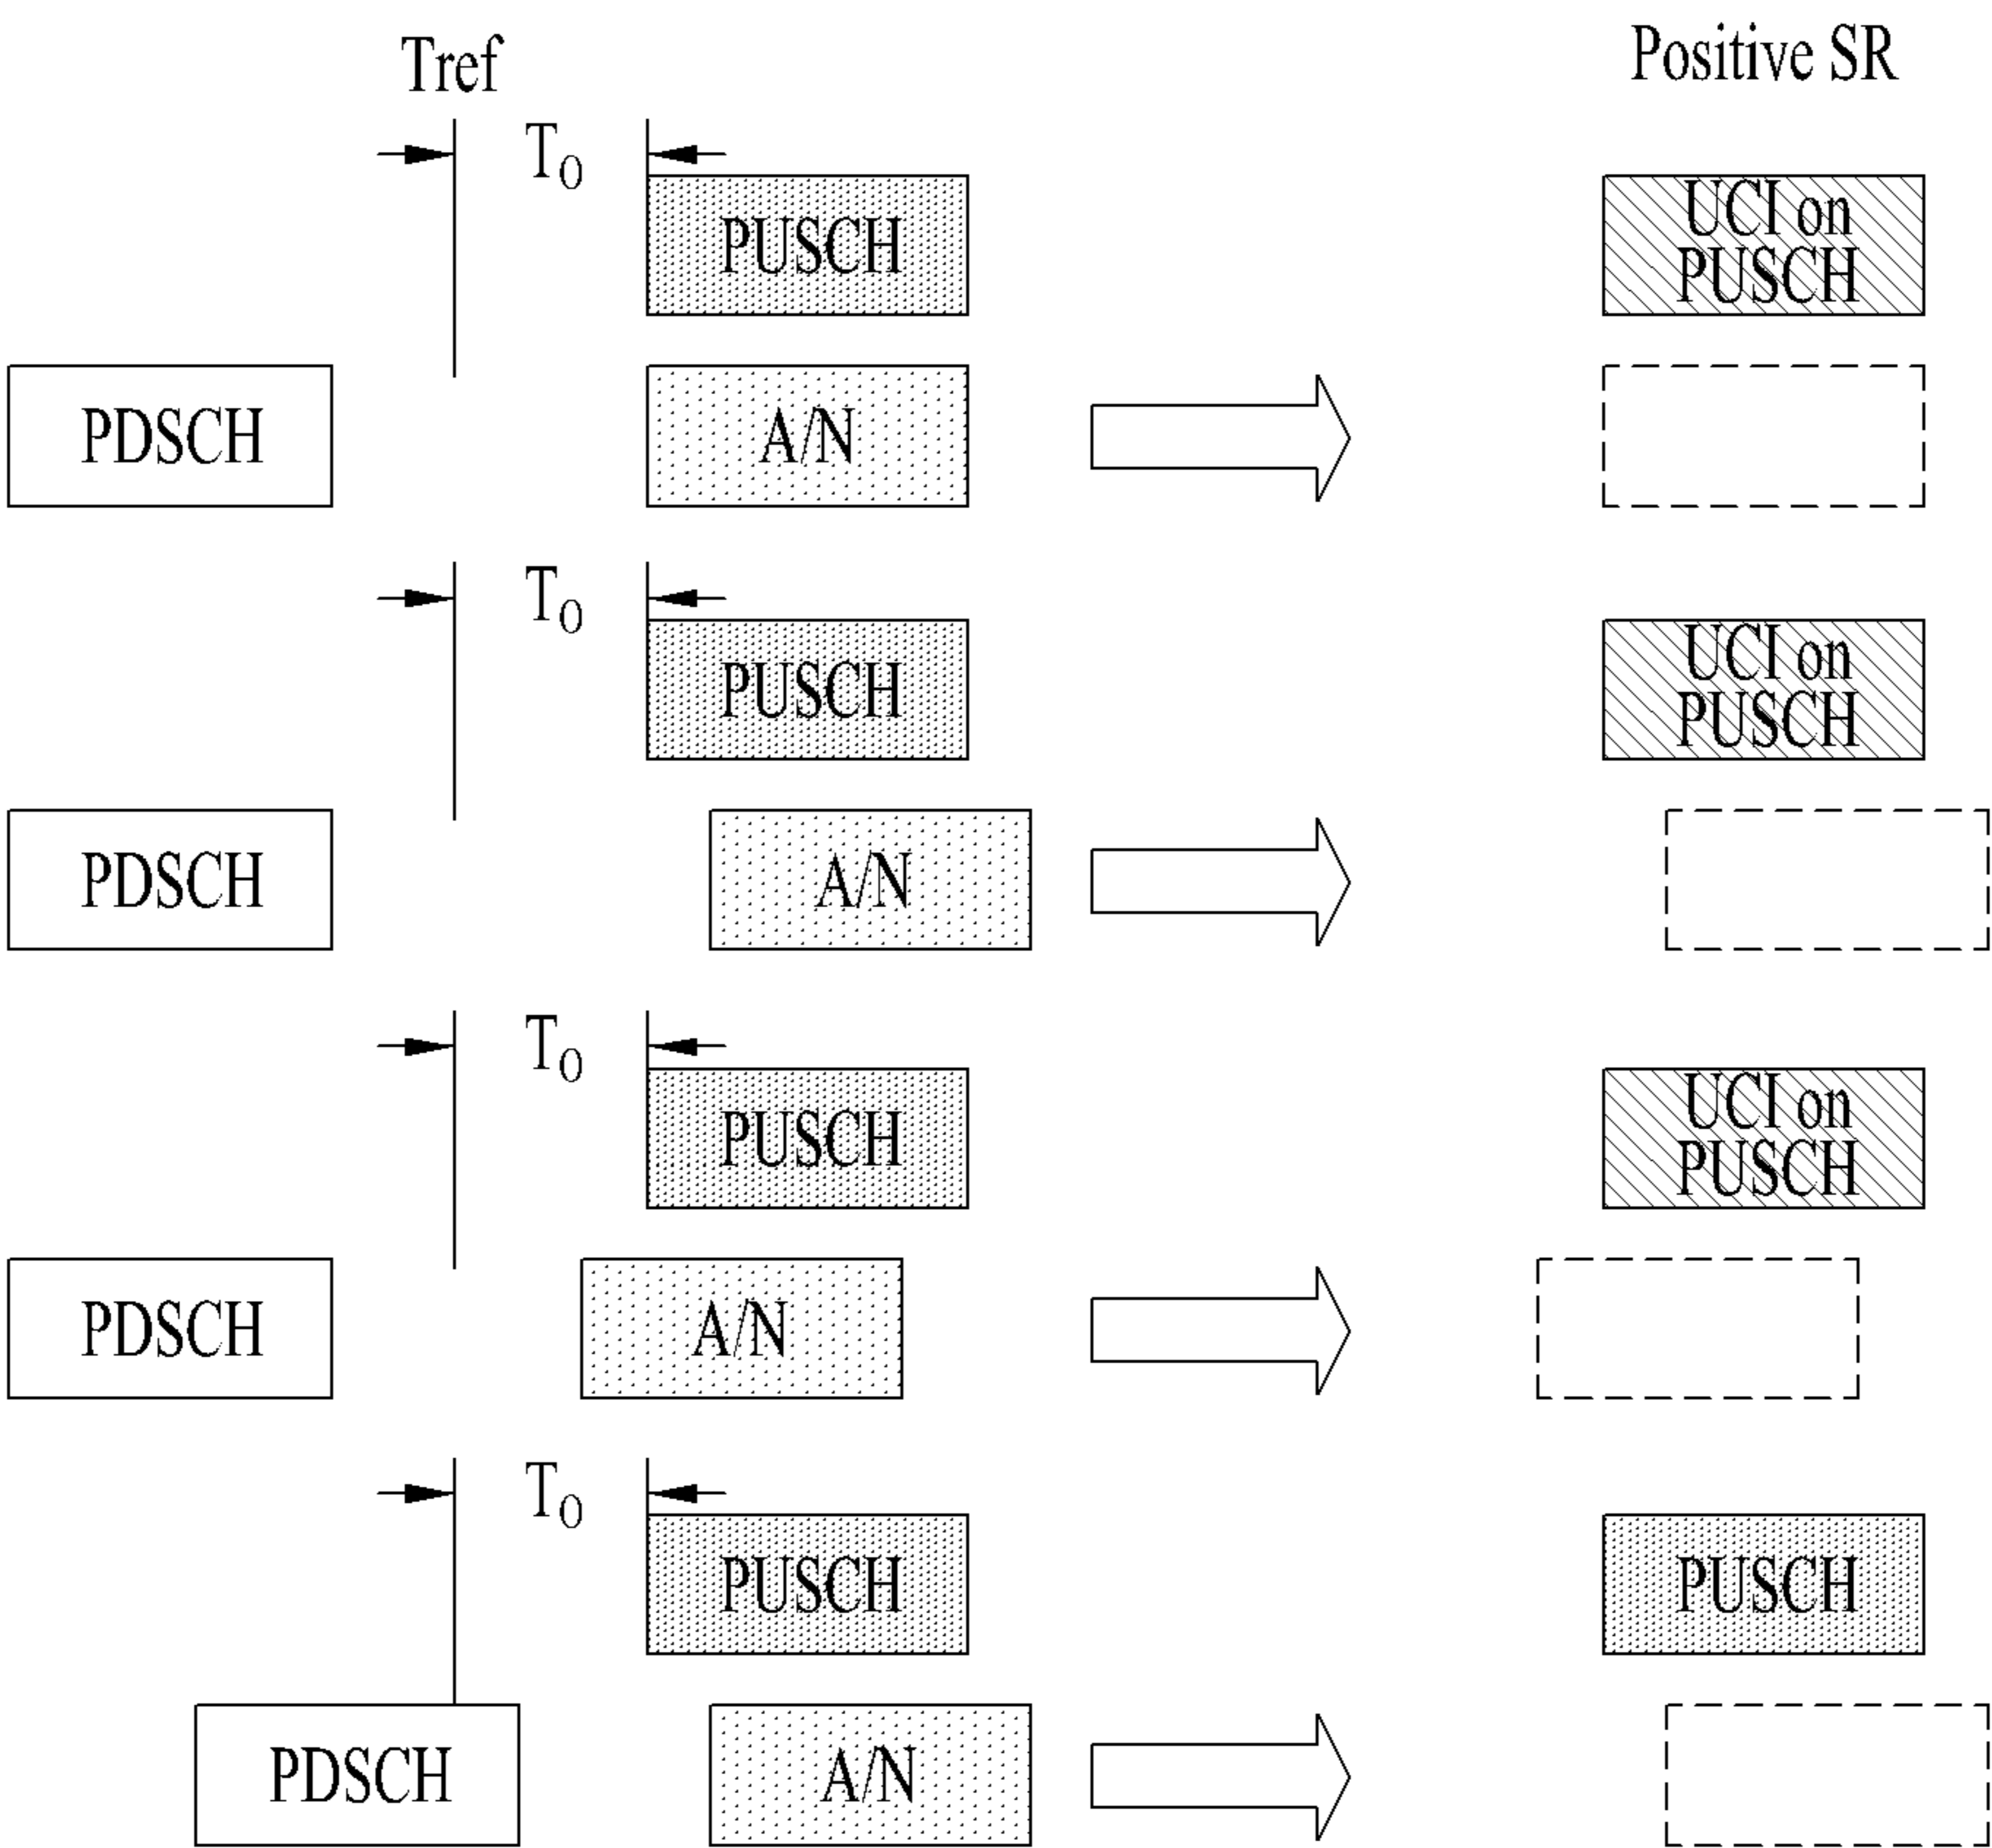 Tref
Positive SR
T0
PUSCH
UCI on
PUSCH
PDSCH
A/N
T0
PUSCH
UCI on
PUSCH
PDSCH
A/N
T0
PUSCH
UCI on
PUSCH
PDSCH
A/N
T0
PUSCH
PUSCH
PDSCH
A/N